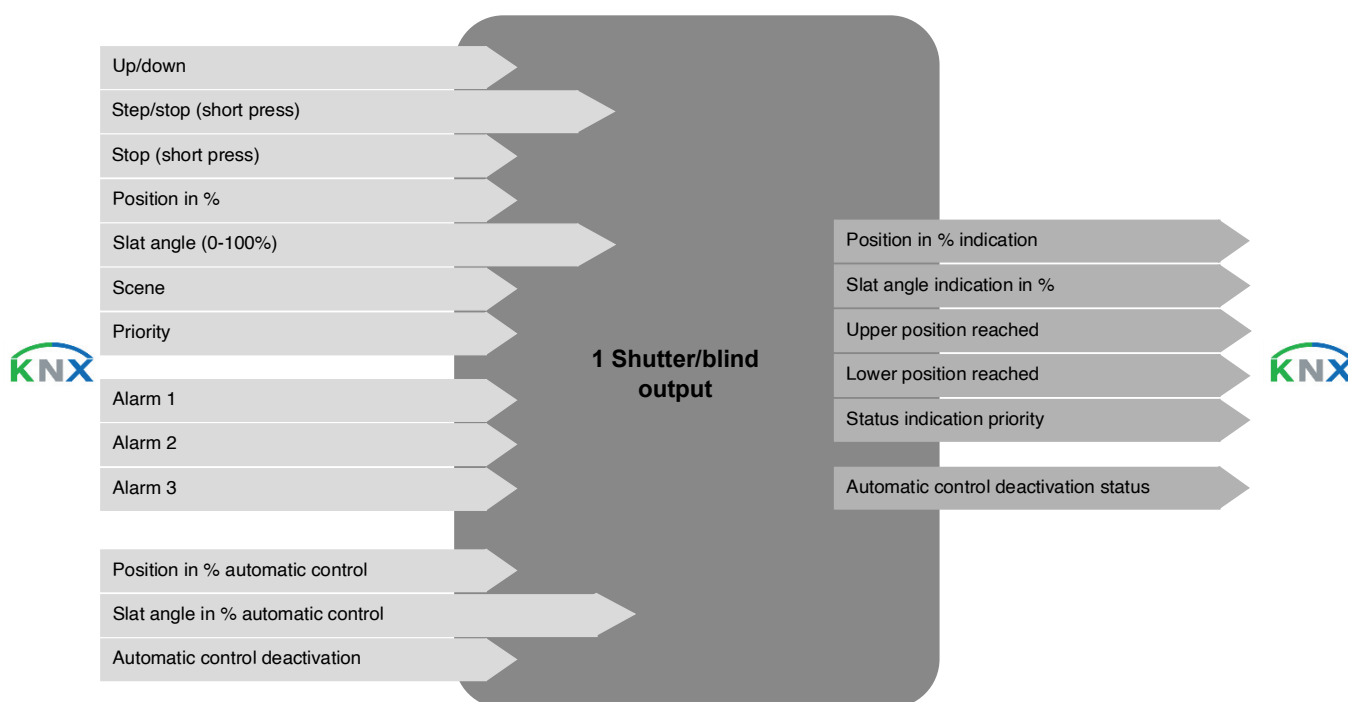 Up/down
Step/stop (short press)
Stop (short press)
Position in %
Slat angle (0-100%)
Scene
Priority
KNX
Alarm 1
Alarm 2
Alarm 3
Position in % automatic control
Slat angle in % automatic control
Automatic control deactivation
1 Shutter/blind
output
Position in % indication
Slat angle indication in %
Upper position reached
Lower position reached
Status indication priority
Automatic control deactivation status
KNX